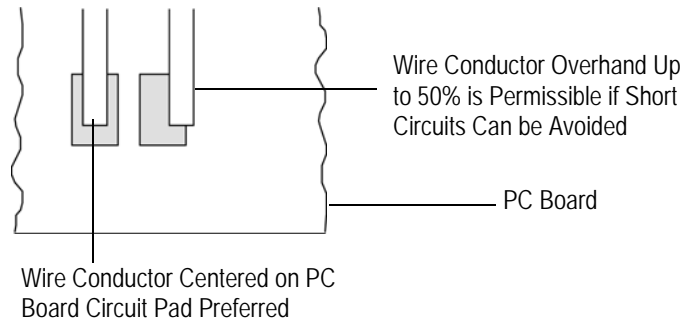 Wire Conductor Overhand Up
to 50% is Permissible if Short
Circuits Can be Avoided
PC Board
Wire Conductor Centered on PC
Board Circuit Pad Preferred